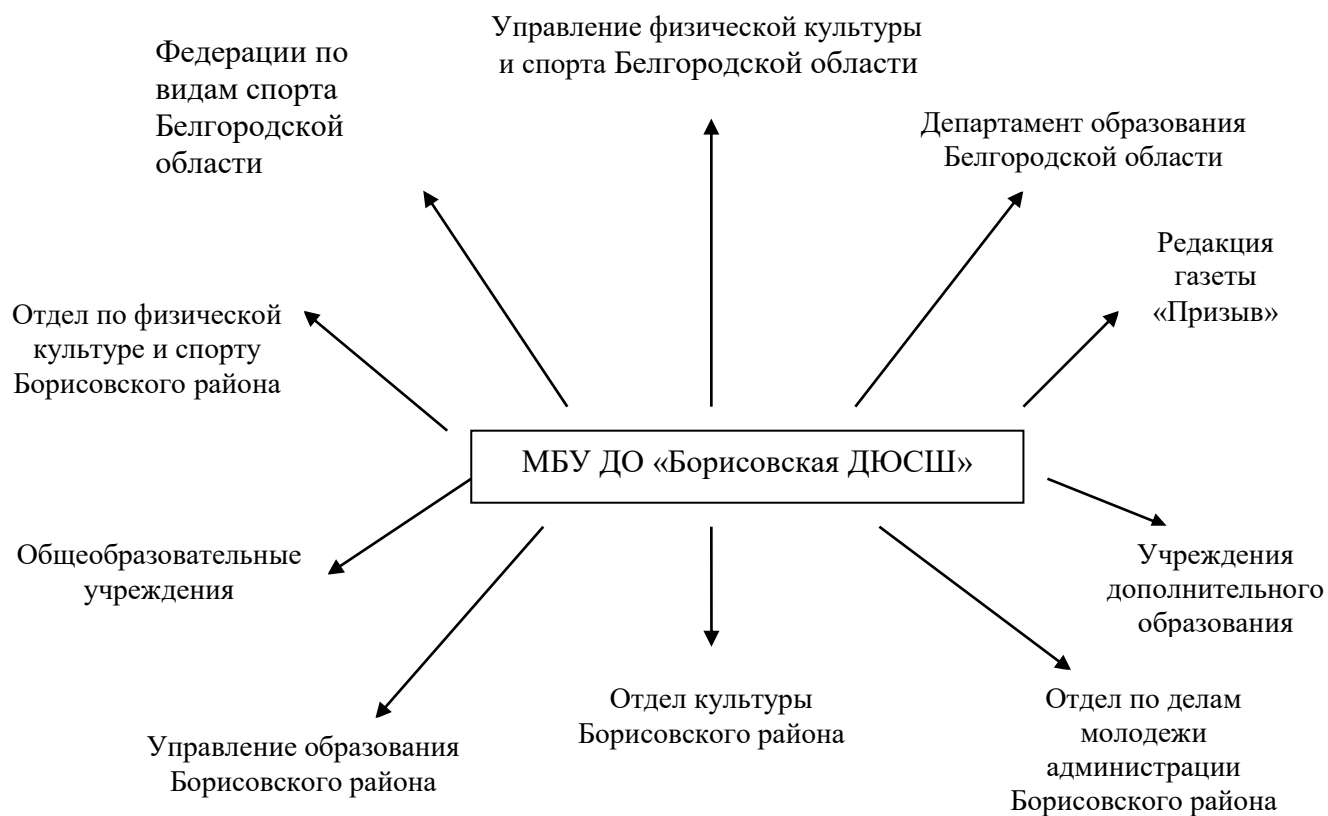 Управление физической культуры
и спорта Белгородской области
Федерации по
видам спорта
Белгородской
области
Департамент образования
Белгородской области
Редакция
газеты
«Призыв»
Отдел по физической
культуре и спорту
Борисовского района
МБУ ДО «Борисовская ДЮСШ»
Общеобразовательные
учреждения
Учреждения
дополнительного
образования
Управление образования
Борисовского района
Отдел культуры
Борисовского района
Отдел по делам
молодежи
администрации
Борисовского района